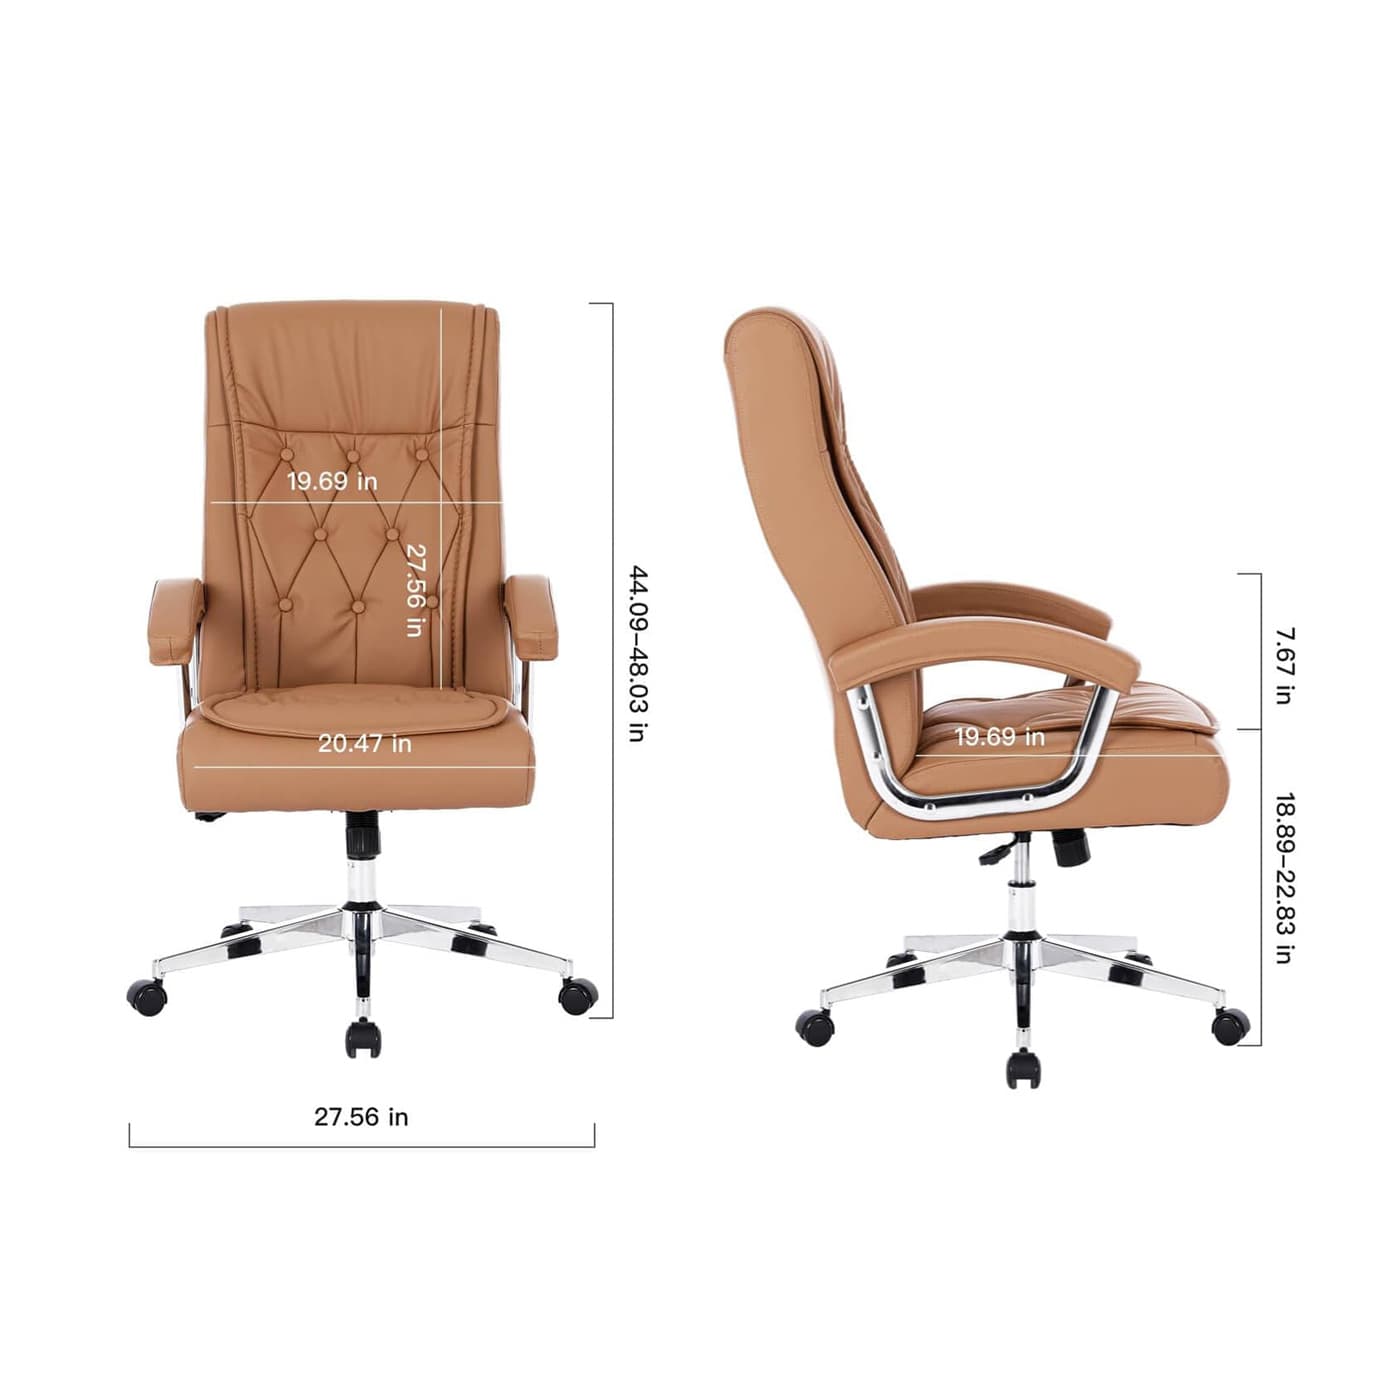 19.69 in
27.56 in
20.47 in
44.09–48.03 in
27.56 in
19.69 in
7.67 in
18.89–22.83 in